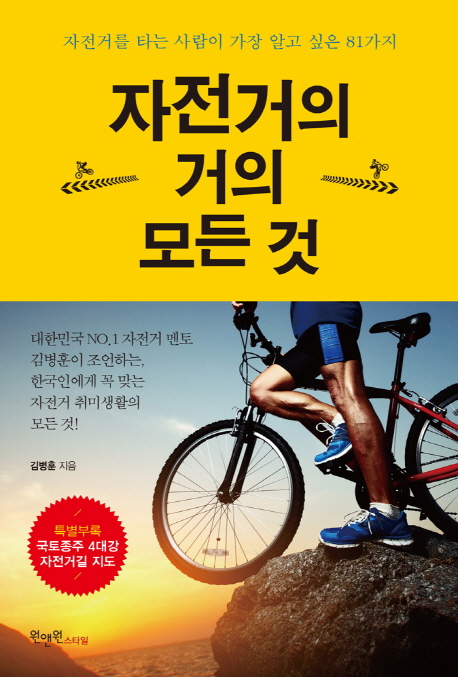 자전거를 타는 사람이 가장 알고 싶은 81가지
자전거의
거의
모든 것
대한민국 NO.1 자전거 멘토
김병훈이 조언하는,
한국인에게 꼭 맞는
자전거 취미생활의
모든 것!
김병훈 지음
특별부록
국토종주 4대강
자전거길 지도
원앤원스타일